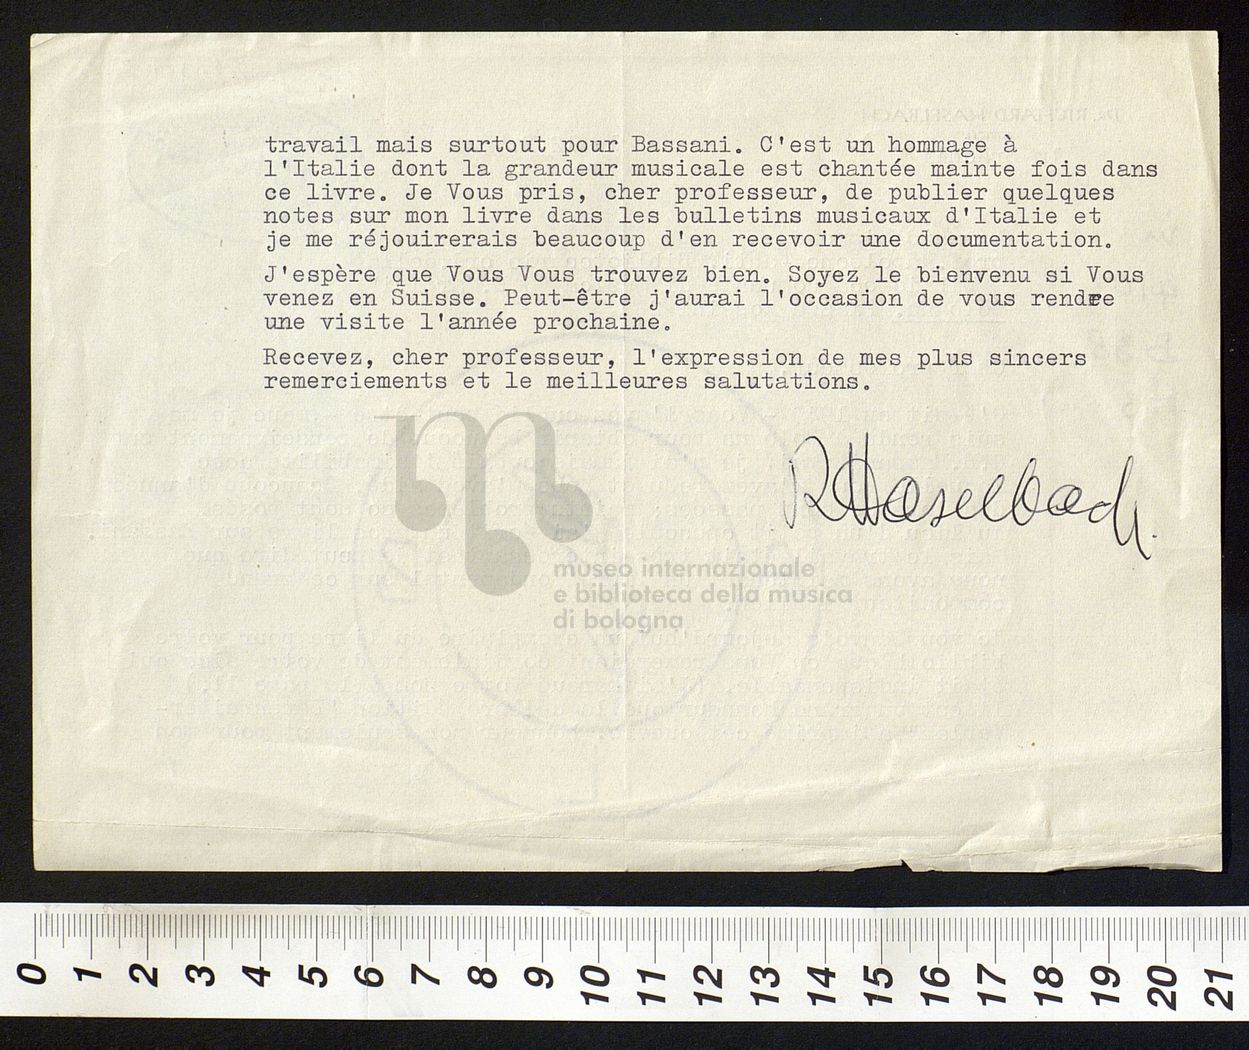 travail mais surtout pour Bassani. C'est un hommage à
l'Italie dont la grandeur musicale est chantée mainte fois dans
ce livre. Je Vous pris, cher professeur, de publier quelques
notes sur mon livre dans les bulletins musicaux d'Italie et
je me réjouirerais beaucoup d'en recevoir une documentation.
J'espère que Vous Vous trouvez bien. Soyez le bienvenu si Vous
venez en Suisse. Peut-être j'aurai l'occasion de vous rendre
une visite l'année prochaine.
Recevez, cher professeur, l'expression de mes plus sincers
remerciements et le meilleures salutations.
RHaselbach.
museo internazionale
e biblioteca della musica
di bologna
0 1 2 3 4 5 6 7 8 9 10 11 12 13 14 15 16 17 18 19 20 21